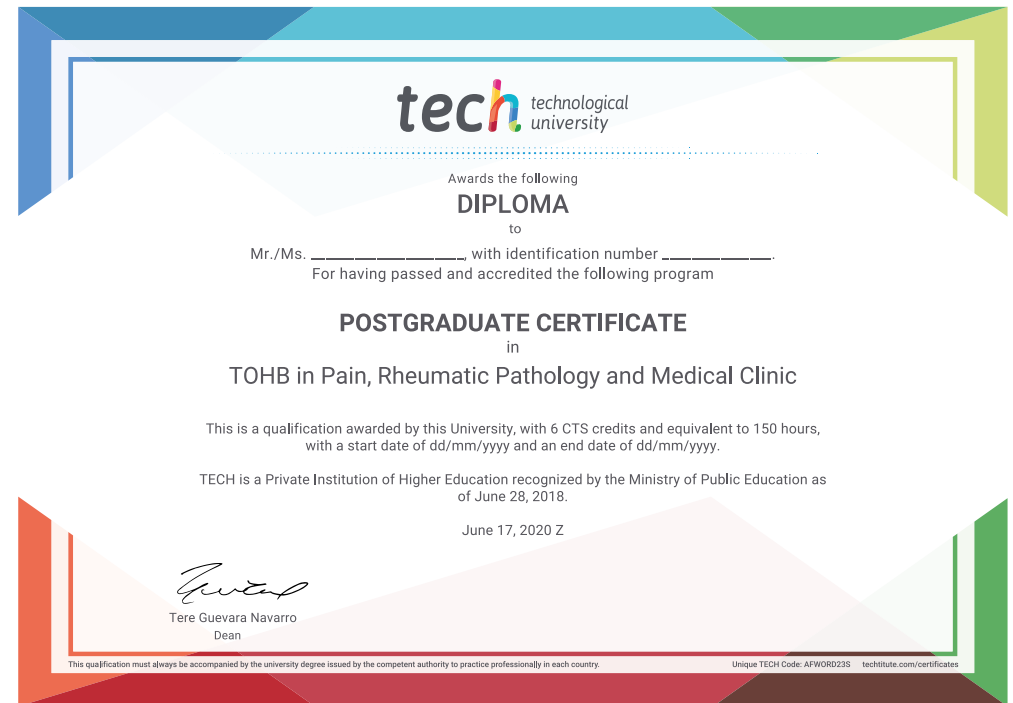 tech technological
university
Awards the following
DIPLOMA
to
Mr./Ms. ____________________, with identification number ______________.
For having passed and accredited the following program
POSTGRADUATE CERTIFICATE
in
TOHB in Pain, Rheumatic Pathology and Medical Clinic
This is a qualification awarded by this University, with 6 CTS credits and equivalent to 150 hours,
with a start date of dd/mm/yyyy and an end date of dd/mm/yyyy.
TECH is a Private Institution of Higher Education recognized by the Ministry of Public Education as
of June 28, 2018.
June 17, 2020 Z
Tere Guevara Navarro
Dean
This qualification must always be accompanied by the university degree issued by the competent authority to practice professionally in each country.
Unique TECH Code: AFWORD23S techtitute.com/certificates